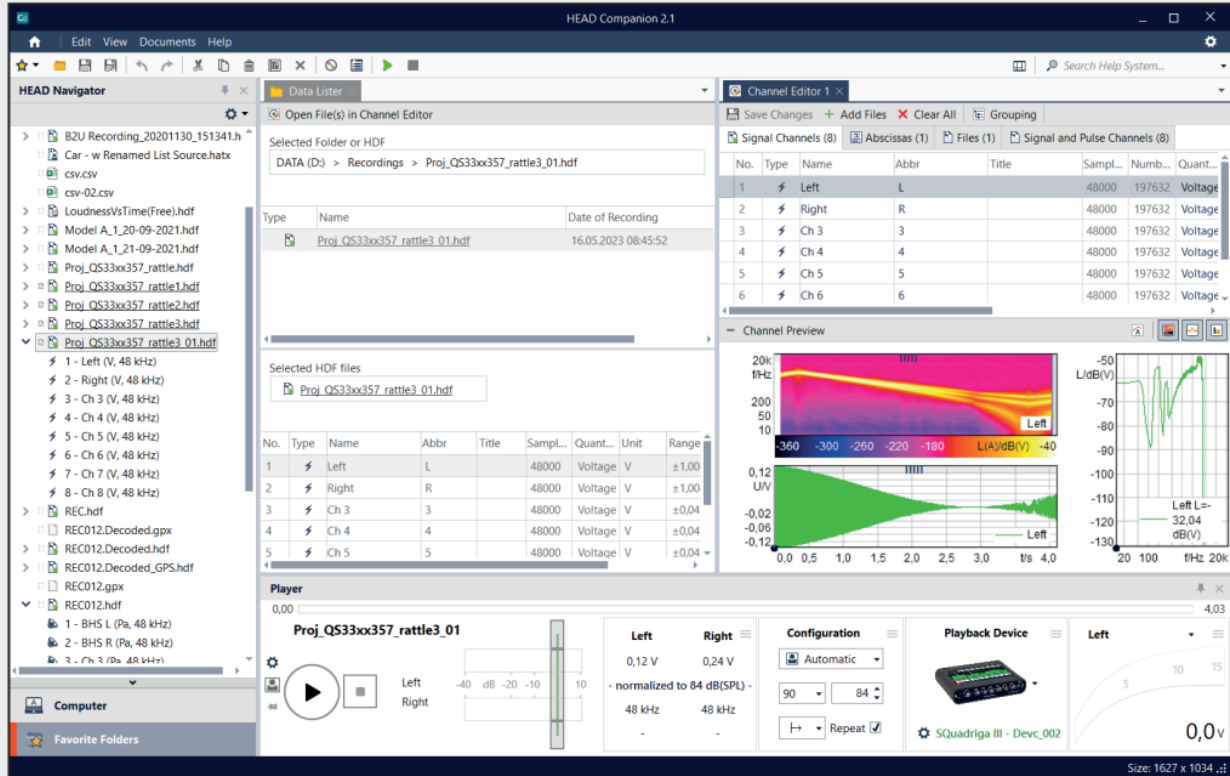 Co HEAD Companion 2.1
Edit View Documents Help
Search Help System...
HEAD Navigator
B2U Recording_20201130_151341.h
Car - w Renamed List Source.hatx
csv.csv
csv-02.csv
LoudnessVsTime(Free).hdf
Model A_1_20-09-2021.hdf
Model A_1_21-09-2021.hdf
Proj_QS33xx357_rattle.hdf
Proj_QS33xx357_rattle1.hdf
Proj_QS33xx357_rattle2.hdf
Proj_QS33xx357_rattle3.hdf
Proj_QS33xx357_rattle3_01.hdf
1 - Left (V, 48 kHz)
2 - Right (V, 48 kHz)
3 - Ch 3 (V, 48 kHz)
4 - Ch 4 (V, 48 kHz)
5 - Ch 5 (V, 48 kHz)
6 - Ch 6 (V, 48 kHz)
7 - Ch 7 (V, 48 kHz)
8 - Ch 8 (V, 48 kHz)
REC.hdf
REC012.Decoded.gpx
REC012.Decoded.hdf
REC012.Decoded_GPS.hdf
REC012.gpx
REC012.hdf
1 - BHS L (Pa, 48 kHz)
2 - BHS R (Pa, 48 kHz)
3 - Ch 3 (Pa, 48 kHz)
Computer
Favorite Folders
Data Lister
Open File(s) in Channel Editor
Selected Folder or HDF
DATA (D:) > Recordings > Proj_QS33xx357_rattle3_01.hdf
Type Name Date of Recording
Proj_QS33xx357_rattle3_01.hdf 16.05.2023 08:45:52
Selected HDF files
Proj_QS33xx357_rattle3_01.hdf
No. Type Name Abbr Title Sampl... Quant... Unit Range
1 Left L 48000 Voltage V ±1,00
2 Right R 48000 Voltage V ±1,00
3 Ch 3 3 48000 Voltage V ±0,04
4 Ch 4 4 48000 Voltage V ±0,04
5 Ch 5 5 48000 Voltage V ±0,04
Channel Editor 1
Save Changes Add Files Clear All Grouping
Signal Channels (8) Abscissas (1) Files (1) Signal and Pulse Channels (8)
No. Type Name Abbr Title Sampl... Numb... Quant...
1 Left L 48000 197632 Voltage
2 Right R 48000 197632 Voltage
3 Ch 3 3 48000 197632 Voltage
4 Ch 4 4 48000 197632 Voltage
5 Ch 5 5 48000 197632 Voltage
6 Ch 6 6 48000 197632 Voltage
Channel Preview
20k
f/Hz
200
50
10
Left
-360 -300 -260 -220 -180 L(A)/dB(V) -40
0,12
U/V
-0,02
-0,06
-0,12
Left
0,0 0,5 1,0 1,5 2,0 2,5 3,0 t/s 4,0
-50
L/dB(V)
-70
-80
-90
-100
-110
-120
-130
Left L=-
32,04
dB(V)
20 100 f/Hz 20k
Player
0,00 4,03
Proj_QS33xx357_rattle3_01
Left
Right
-40 dB -20 -10 10
Left Right
0,12 V 0,24 V
- normalized to 84 dB(SPL) -
48 kHz 48 kHz
- -
Configuration
Automatic
90 84
Repeat
Playback Device
SQuadriga III - Devc_002
Left
5 10 15
0,0 V
Size: 1627 x 1034